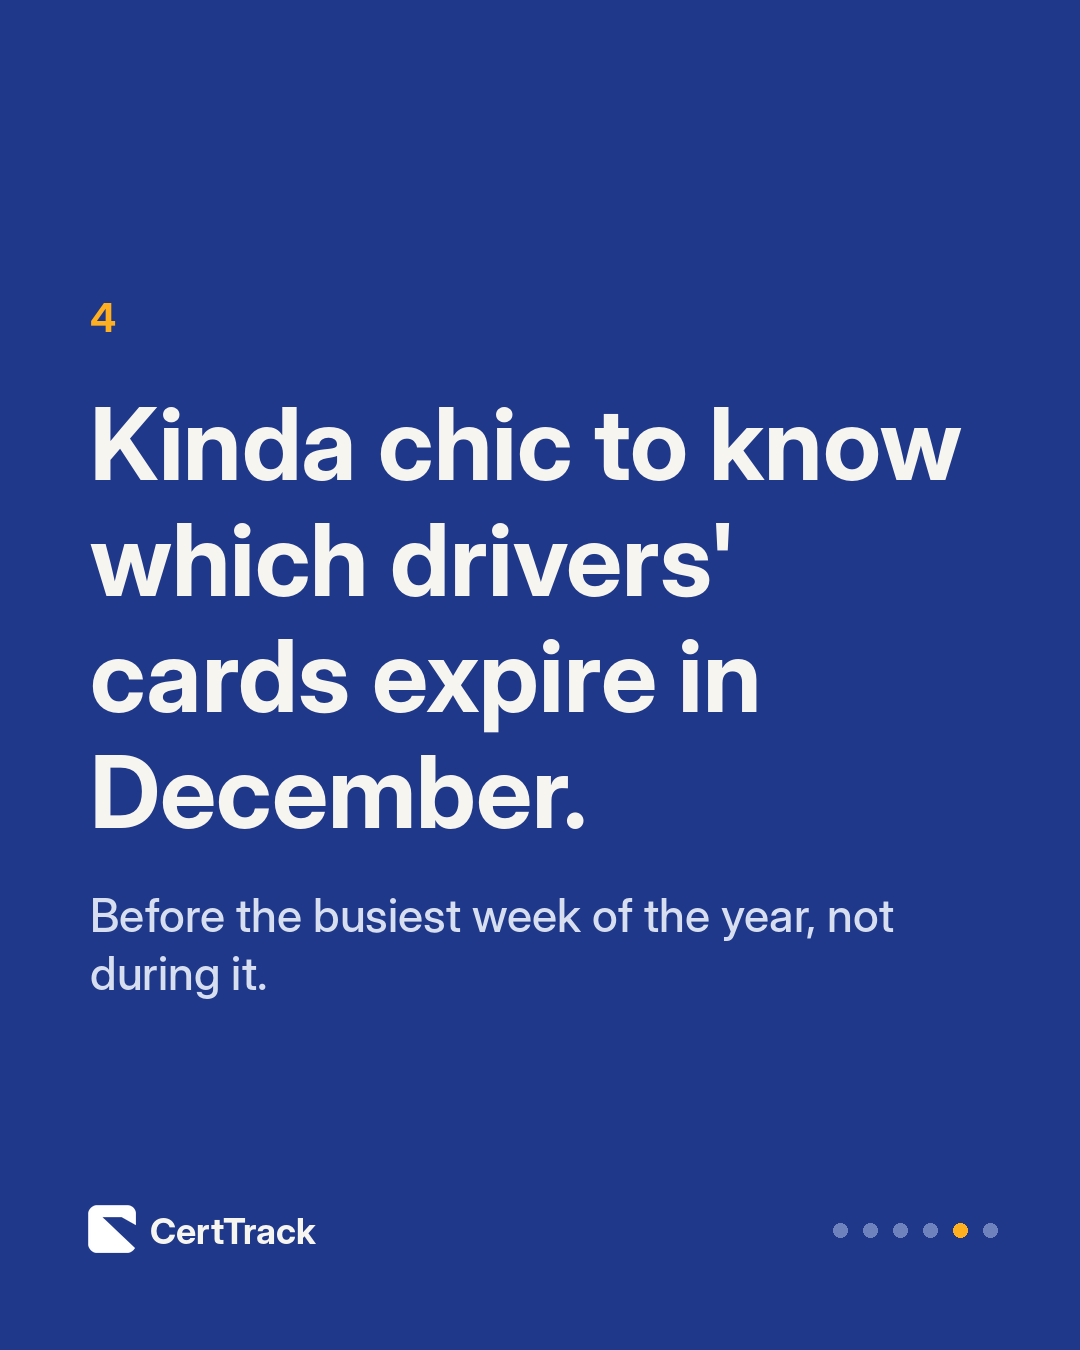 4
Kinda chic to know
which drivers'
cards expire in
December.
Before the busiest week of the year, not
during it.
CertTrack